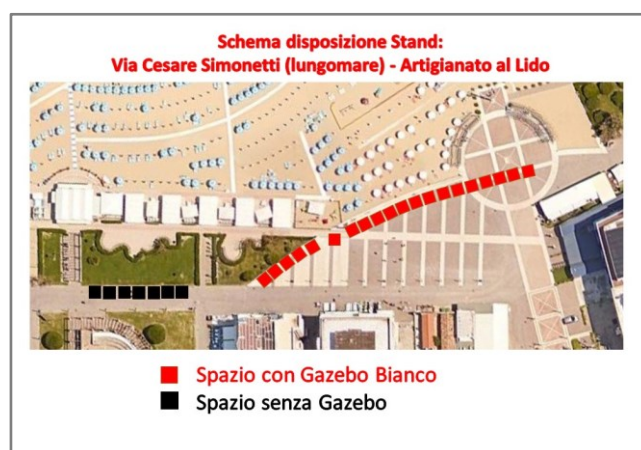 Schema disposizione Stand:
Via Cesare Simonetti (lungomare) - Artigianato al Lido
Spazio con Gazebo Bianco
Spazio senza Gazebo